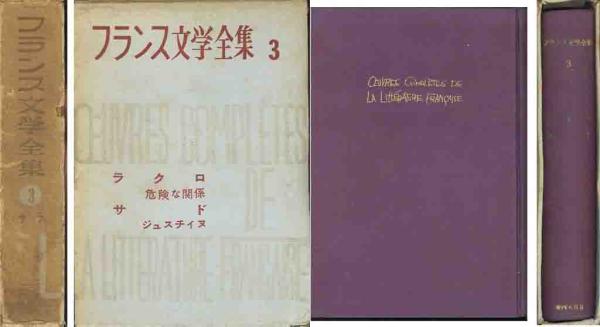 フランス文学全集
3
サラ
フランス文学全集 3
ŒUVRES COMPLÈTES
DE
LA LITTÉRATURE FRANÇAISE
ラクロ
危険な関係
サド
ジュスチイヌ
ŒUVRES COMPLÈTES DE
LA LITTÉRATURE FRANÇAISE
フランス文学全集
3